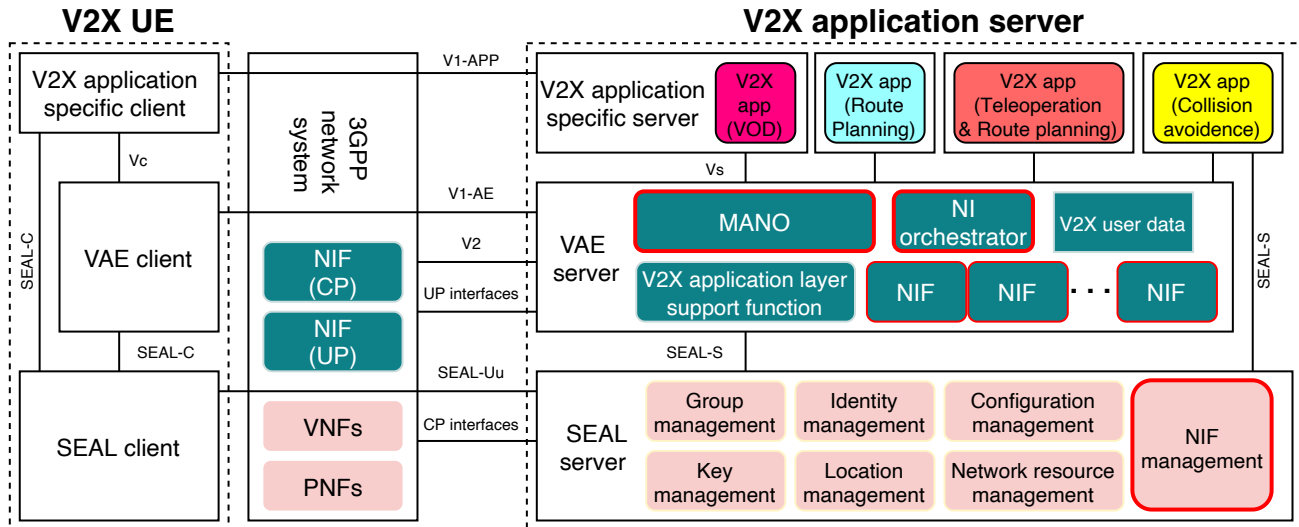 V2X UE
V2X application server
V2X application
specific client
Vc
SEAL-C
VAE client
SEAL-C
SEAL client
3GPP
network
system
NIF
(CP)
NIF
(UP)
VNFs
PNFs
V1-APP
V1-AE
V2
UP interfaces
SEAL-Uu
CP interfaces
V2X application
specific server
V2X
app
(VOD)
V2X app
(Route
Planning)
V2X app
(Teleoperation
& Route planning)
V2X app
(Collision
avoidence)
Vs
SEAL-S
VAE
server
MANO
NI
orchestrator
V2X user data
V2X application layer
support function
NIF
NIF
. . .
NIF
SEAL-S
SEAL
server
Group
management
Identity
management
Configuration
management
Key
management
Location
management
Network resource
management
NIF
management